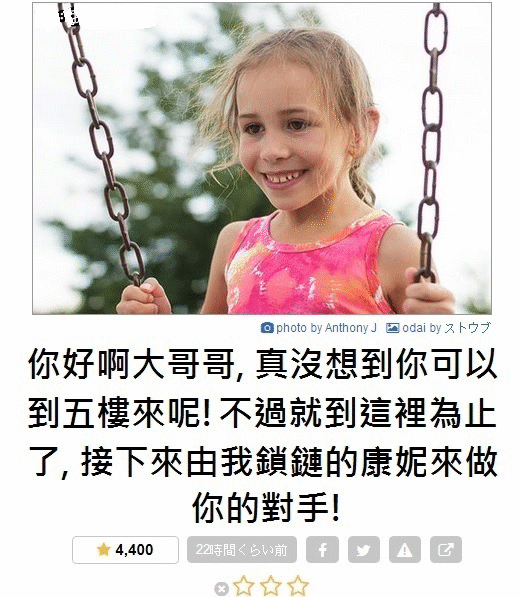 photo by Anthony J odai by ストウブ
你好啊大哥哥, 真沒想到你可以
到五樓來呢! 不過就到這裡為止
了, 接下來由我鎖鏈的康妮來做
你的對手!
4,400 22時間くらい前